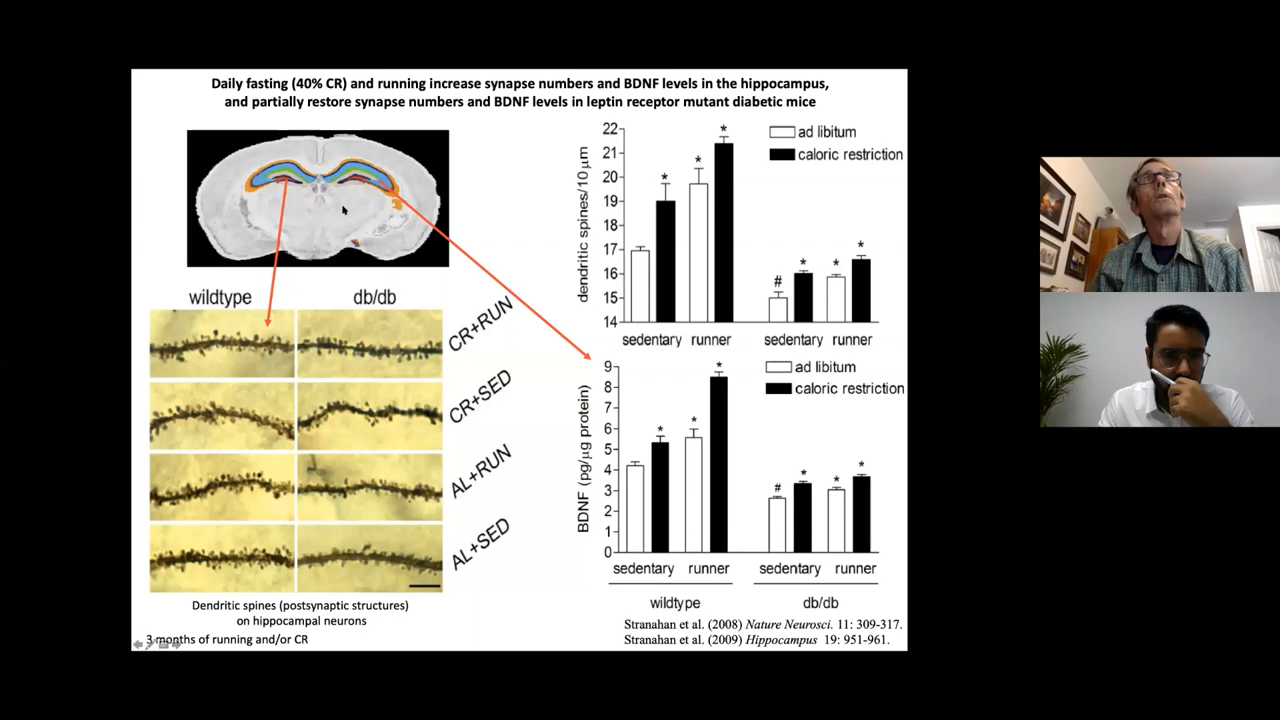 Daily fasting (40% CR) and running increase synapse numbers and BDNF levels in the hippocampus,
and partially restore synapse numbers and BDNF levels in leptin receptor mutant diabetic mice
wildtype
db/db
CR+RUN
CR+SED
AL+RUN
AL+SED
Dendritic spines (postsynaptic structures)
on hippocampal neurons
3 months of running and/or CR
dendritic spines/10 µm
22
21
20
19
17
16
15
14
*
*
*
#
*
*
*
ad libitum
caloric restriction
sedentary runner
sedentary runner
BDNF (pg/µg protein)
9
8
7
6
5
4
3
2
1
0
*
*
*
#
*
*
*
ad libitum
caloric restriction
sedentary runner
sedentary runner
wildtype
db/db
Stranahan et al. (2008) Nature Neurosci. 11: 309-317.
Stranahan et al. (2009) Hippocampus 19: 951-961.